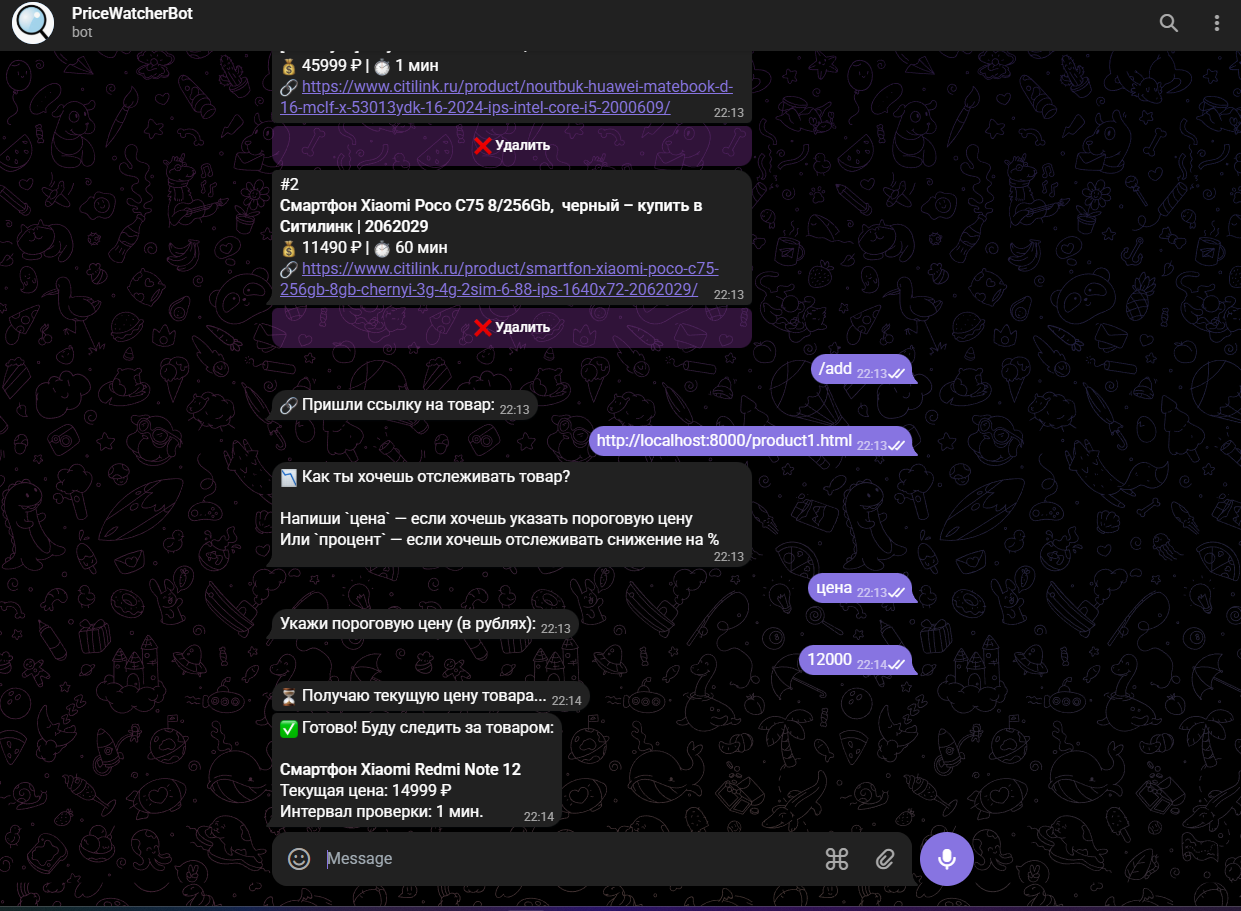 PriceWatcherBot
bot
💰 45999 ₽ | ⏱ 1 мин
🔗 https://www.citilink.ru/product/noutbuk-huawei-matebook-d-
16-mclf-x-53013ydk-16-2024-ips-intel-core-i5-2000609/ 22:13
❌ Удалить
#2
Смартфон Xiaomi Poco C75 8/256Gb, черный – купить в
Ситилинк | 2062029
💰 11490 ₽ | ⏱ 60 мин
🔗 https://www.citilink.ru/product/smartfon-xiaomi-poco-c75-
256gb-8gb-chernyi-3g-4g-2sim-6-88-ips-1640x72-2062029/ 22:13
❌ Удалить
/add 22:13
🔗 Пришли ссылку на товар: 22:13
http://localhost:8000/product1.html 22:13
📉 Как ты хочешь отслеживать товар?
Напиши `цена` — если хочешь указать пороговую цену
Или `процент` — если хочешь отслеживать снижение на %
22:13
цена 22:13
Укажи пороговую цену (в рублях): 22:13
12000 22:14
⏳ Получаю текущую цену товара... 22:14
✅ Готово! Буду следить за товаром:
Смартфон Xiaomi Redmi Note 12
Текущая цена: 14999 ₽
Интервал проверки: 1 мин. 22:14
Message